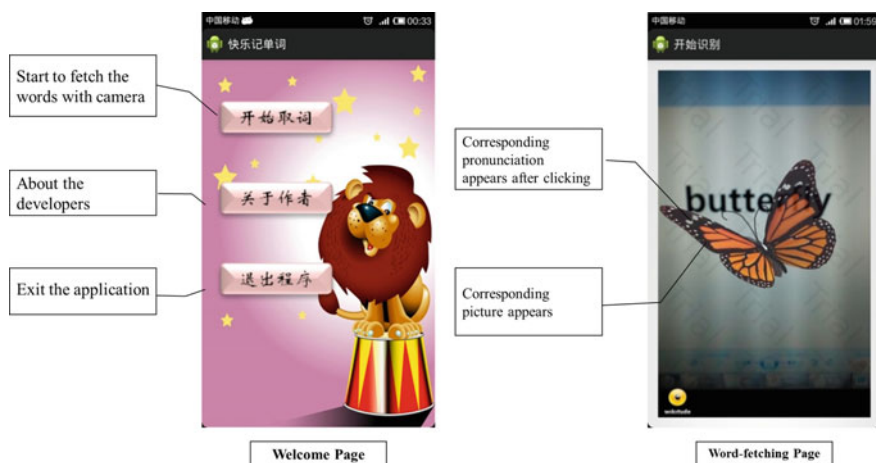 中国移动
00:33
快乐记单词
Start to fetch the
words with camera
开始取词
About the
developers
关于作者
Exit the application
退出程序
Welcome Page
中国移动
01:59
开始识别
Trial
Corresponding
pronunciation
appears after clicking
butterfly
Corresponding
picture appears
wikitude
Word-fetching Page